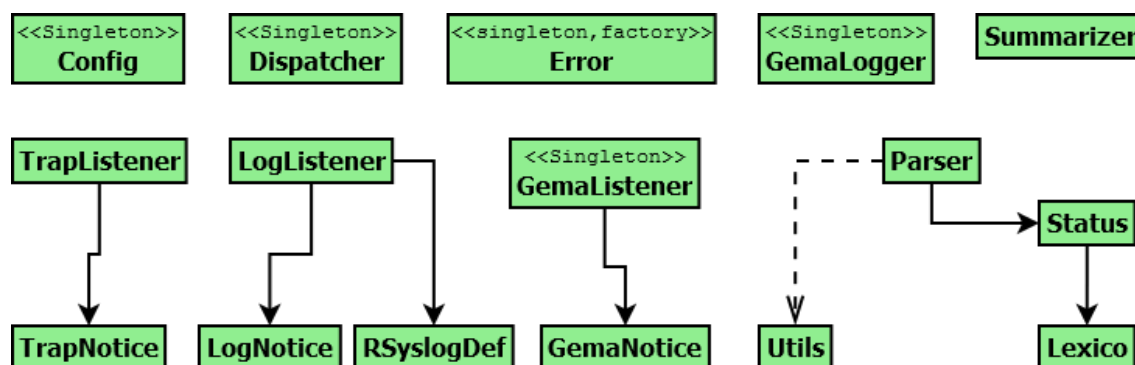 <<Singleton>>
Config
<<Singleton>>
Dispatcher
<<singleton,factory>>
Error
<<Singleton>>
GemaLogger
Summarizer
TrapListener
LogListener
<<Singleton>>
GemaListener
Parser
Status
TrapNotice
LogNotice
RSyslogDef
GemaNotice
Utils
Lexico